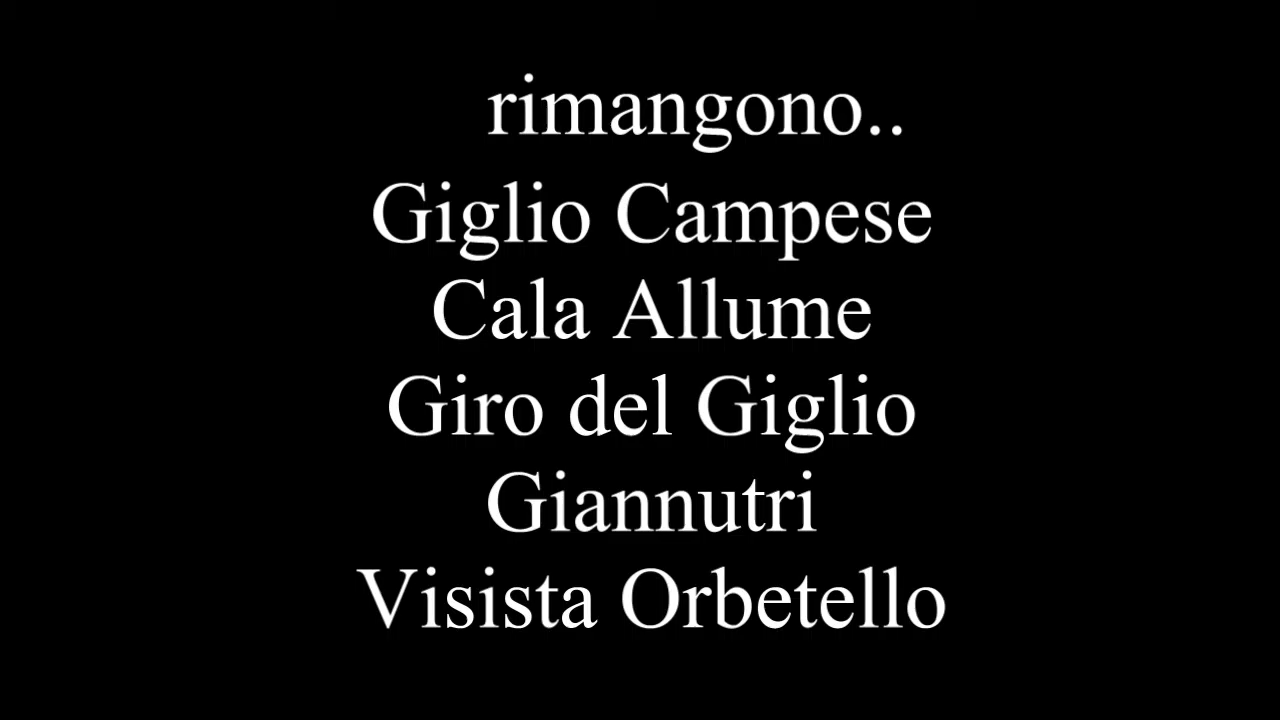 rimangono..
Giglio Campese
Cala Allume
Giro del Giglio
Giannutri
Visista Orbetello